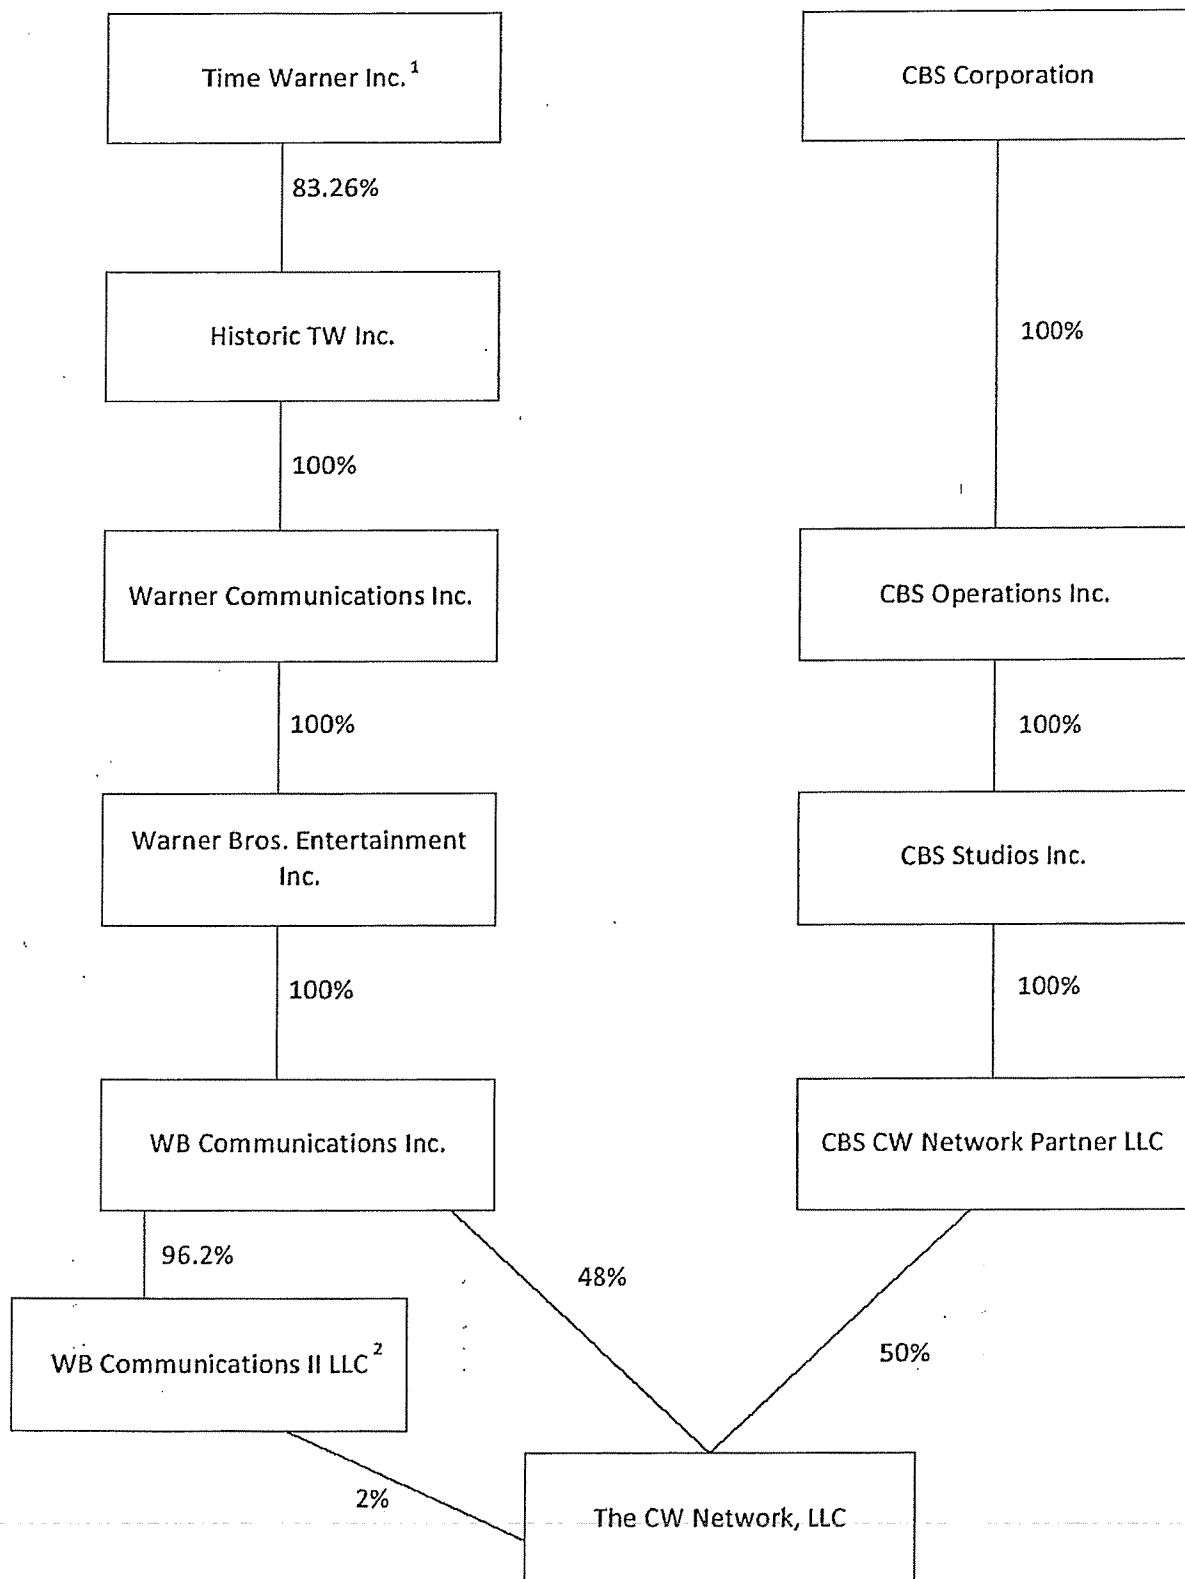 Time Warner Inc. 1
CBS Corporation
83.26%
Historic TW Inc.
100%
100%
Warner Communications Inc.
CBS Operations Inc.
100%
100%
Warner Bros. Entertainment
Inc.
CBS Studios Inc.
100%
100%
WB Communications Inc.
CBS CW Network Partner LLC
96.2%
48%
50%
WB Communications II LLC 2
2%
The CW Network, LLC